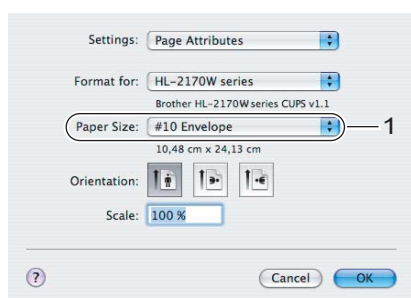 Settings: Page Attributes
Format for: HL-2170W series
Brother HL-2170W series CUPS v1.1
Paper Size: #10 Envelope 1
10,48 cm x 24,13 cm
Orientation:
Scale: 100 %
? Cancel OK